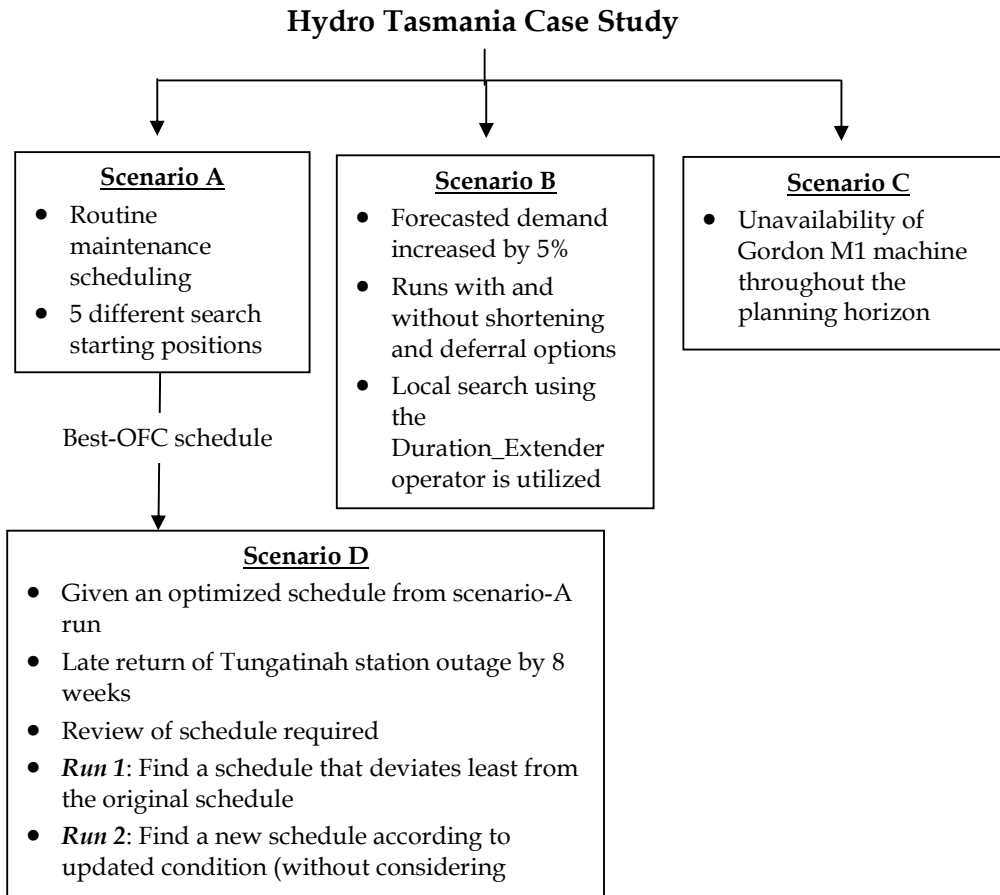 Hydro Tasmania Case Study
Scenario A
• Routine
maintenance
scheduling
• 5 different search
starting positions
Scenario B
• Forecasted demand
increased by 5%
• Runs with and
without shortening
and deferral options
• Local search using
the
Duration_Extender
operator is utilized
Scenario C
• Unavailability of
Gordon M1 machine
throughout the
planning horizon
Best-OFC schedule
Scenario D
• Given an optimized schedule from scenario-A
run
• Late return of Tungatinah station outage by 8
weeks
• Review of schedule required
• Run 1: Find a schedule that deviates least from
the original schedule
• Run 2: Find a new schedule according to
updated condition (without considering